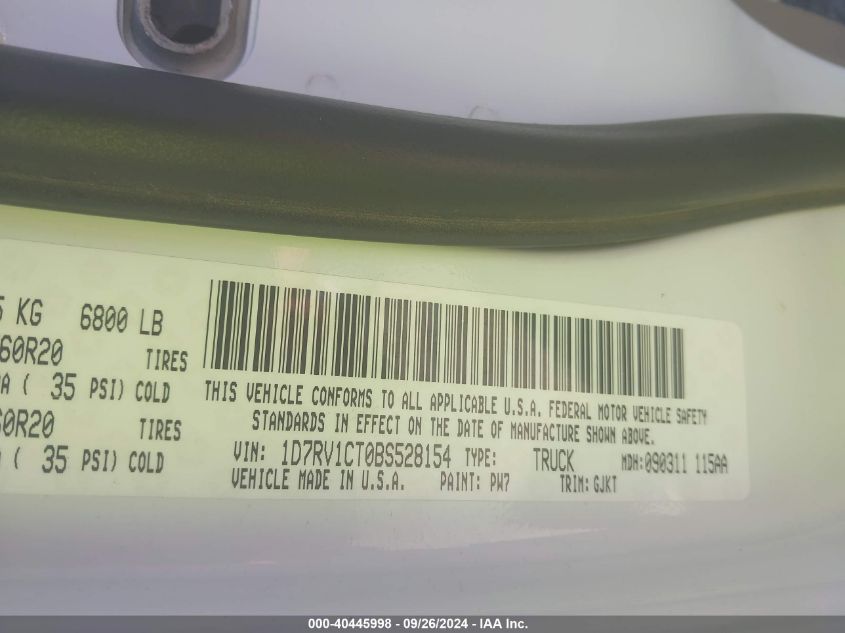 5 KG 6800 LB
60R20 TIRES
A ( 35 PSI) COLD
60R20 TIRES
( 35 PSI) COLD
THIS VEHICLE CONFORMS TO ALL APPLICABLE U.S.A. FEDERAL MOTOR VEHICLE SAFETY
STANDARDS IN EFFECT ON THE DATE OF MANUFACTURE SHOWN ABOVE.
VIN: 1D7RV1CT0BS528154 TYPE: TRUCK MDH:090311 115AA
VEHICLE MADE IN U.S.A. PAINT: PW7 TRIM: GJKT
000-40445998 - 09/26/2024 - IAA Inc.